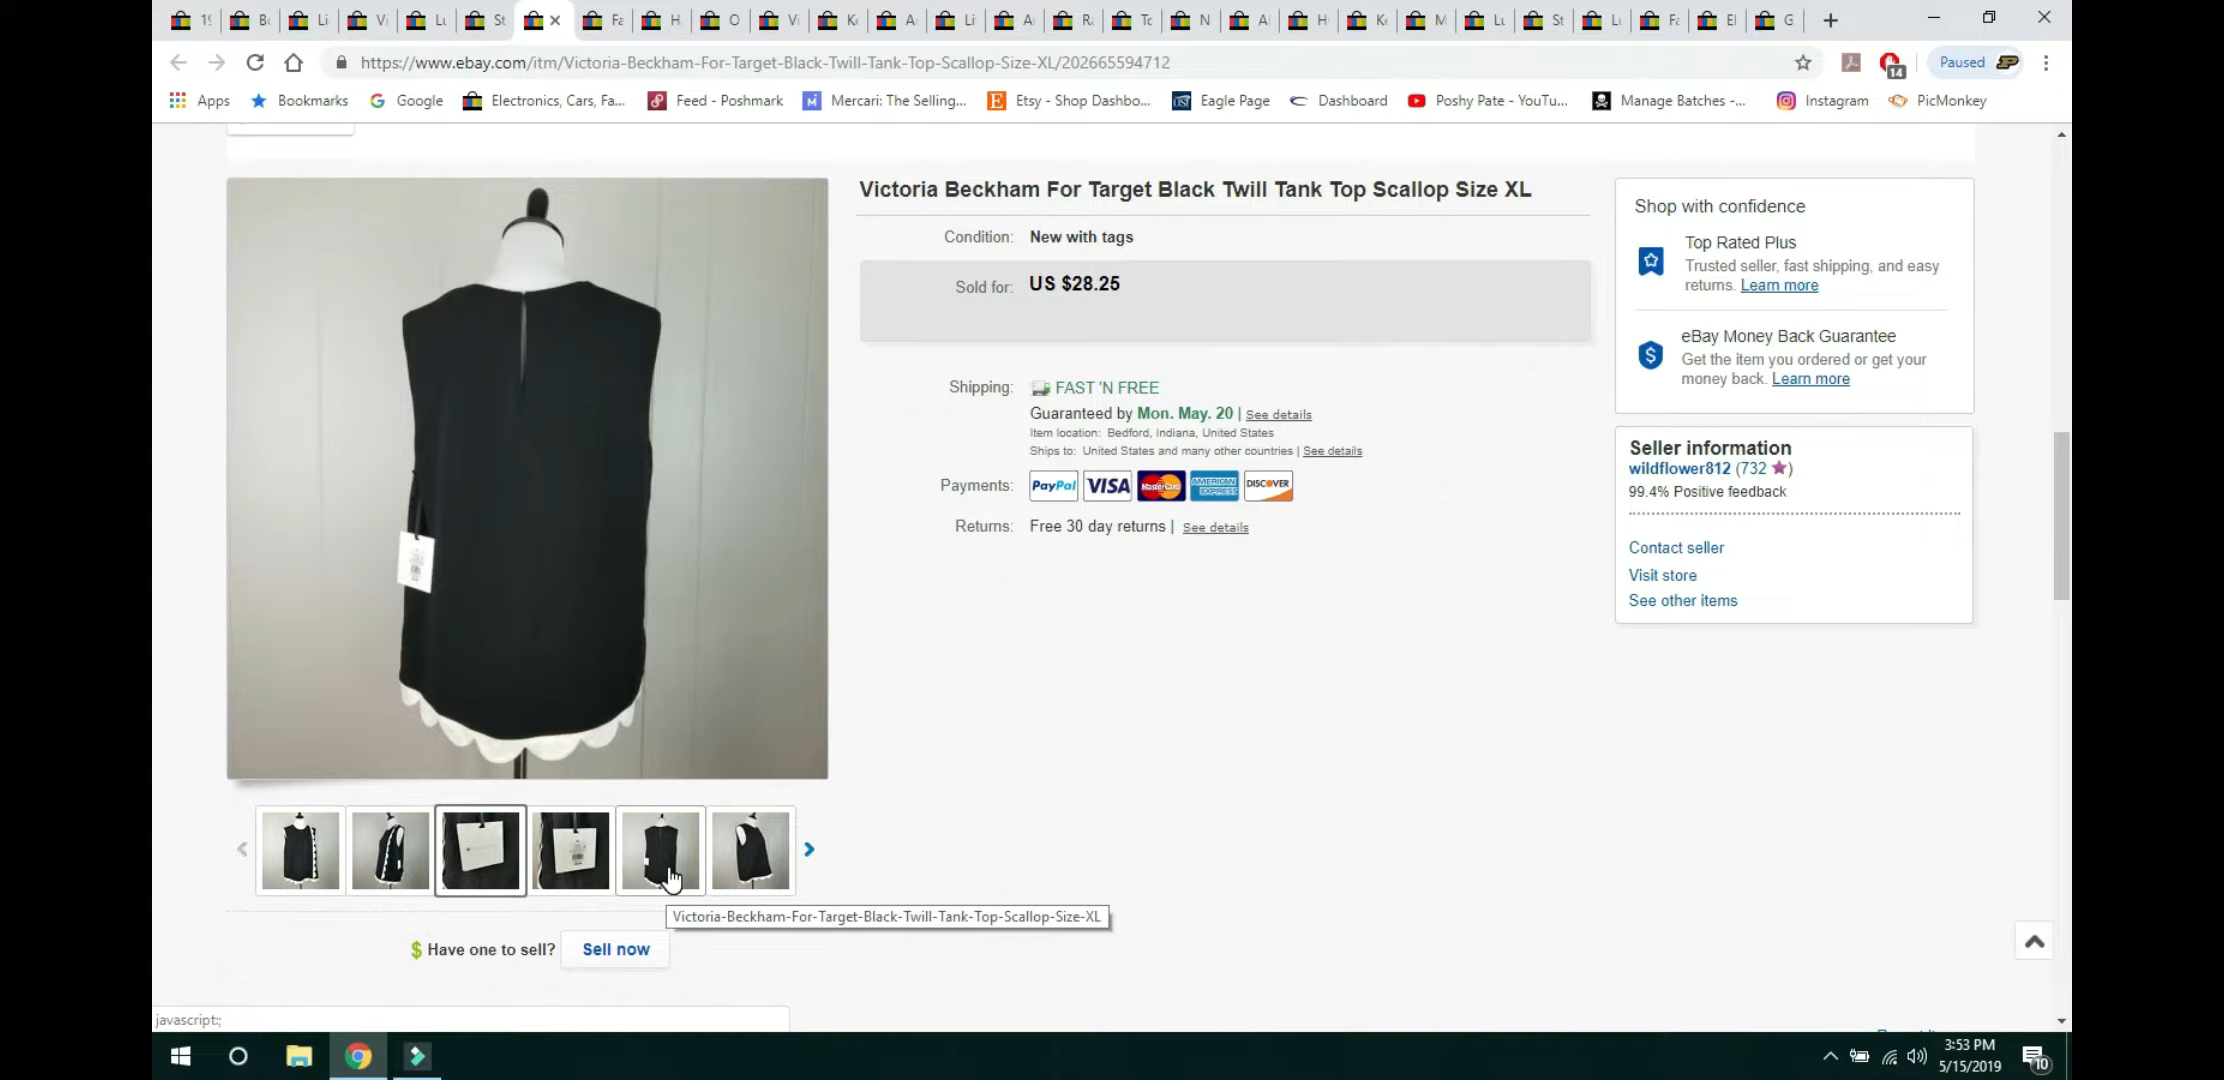 https://www.ebay.com/itm/Victoria-Beckham-For-Target-Black-Twill-Tank-Top-Scallop-Size-XL/202665594712
14
Paused
Apps
Bookmarks
Google
Electronics, Cars, Fa...
Feed - Poshmark
Mercari: The Selling...
Etsy - Shop Dashbo...
Eagle Page
Dashboard
Poshy Pate - YouTu...
Manage Batches -...
Instagram
PicMonkey
Victoria Beckham For Target Black Twill Tank Top Scallop Size XL
Condition: New with tags
Sold for: US $28.25
Shipping: FAST 'N FREE
Guaranteed by Mon. May. 20 | See details
Item location: Bedford, Indiana, United States
Ships to: United States and many other countries | See details
Payments: PayPal VISA MasterCard AMERICAN EXPRESS DISCOVER
Returns: Free 30 day returns | See details
Shop with confidence
Top Rated Plus
Trusted seller, fast shipping, and easy
returns. Learn more
eBay Money Back Guarantee
Get the item you ordered or get your
money back. Learn more
Seller information
wildflower812 (732 ★)
99.4% Positive feedback
Contact seller
Visit store
See other items
Victoria-Beckham-For-Target-Black-Twill-Tank-Top-Scallop-Size-XL
$ Have one to sell? Sell now
javascript:;
3:53 PM
5/15/2019
10